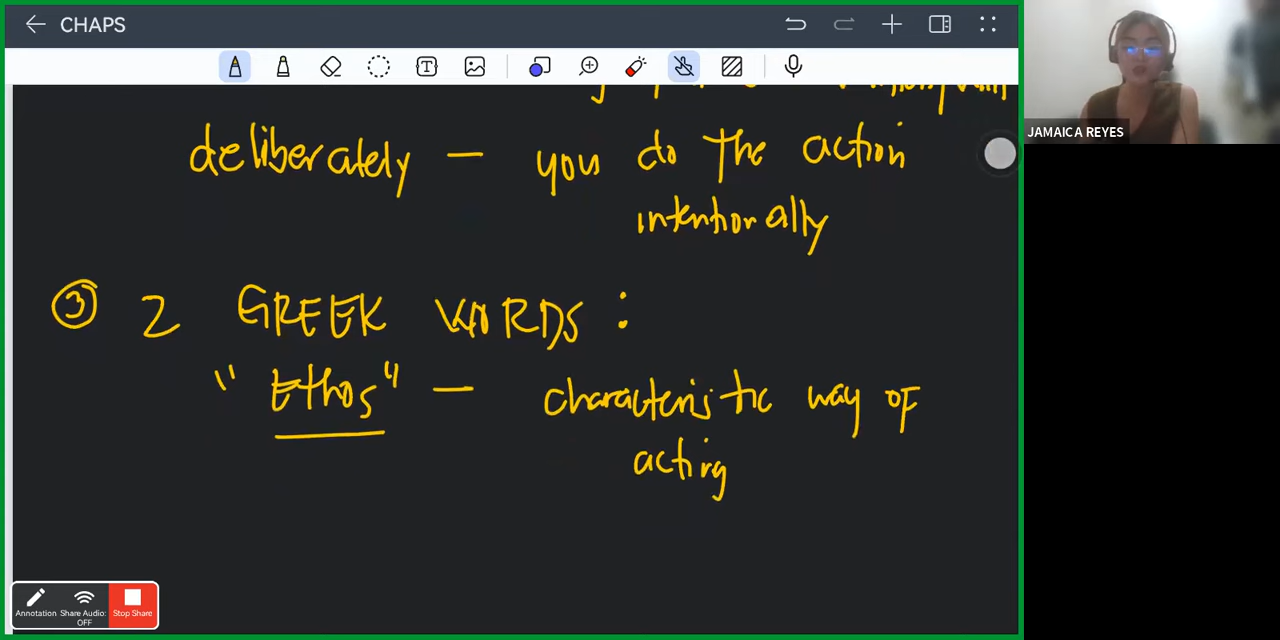 CHAPS
JAMAICA REYES
deliberately — you do the action
intentionally
③ 2 GREEK WORDS :
"Ethos" — characteristic way of
acting
Annotation Share Audio: OFF Stop Share